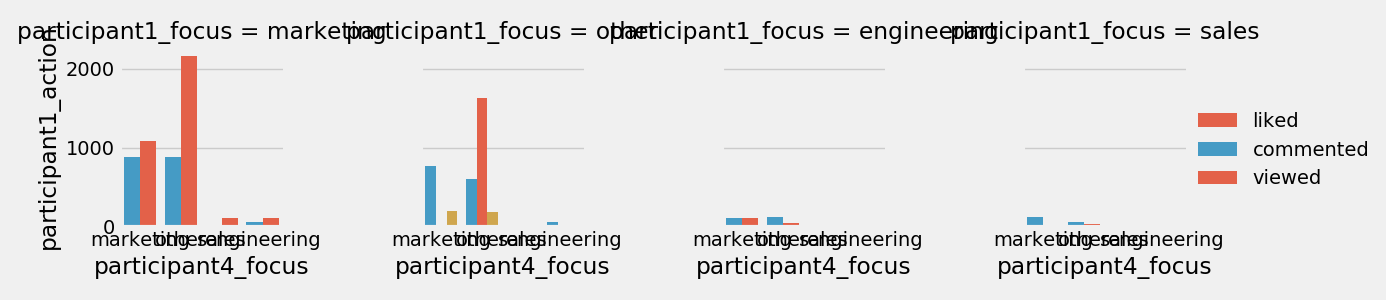 participant1_focus = marketing
participant1_focus = other
participant1_focus = engineering
participant1_focus = sales
participant1_action
2000
1000
0
liked
commented
viewed
marketing other sales engineering
marketing other sales engineering
marketing other sales engineering
marketing other sales engineering
participant4_focus
participant4_focus
participant4_focus
participant4_focus